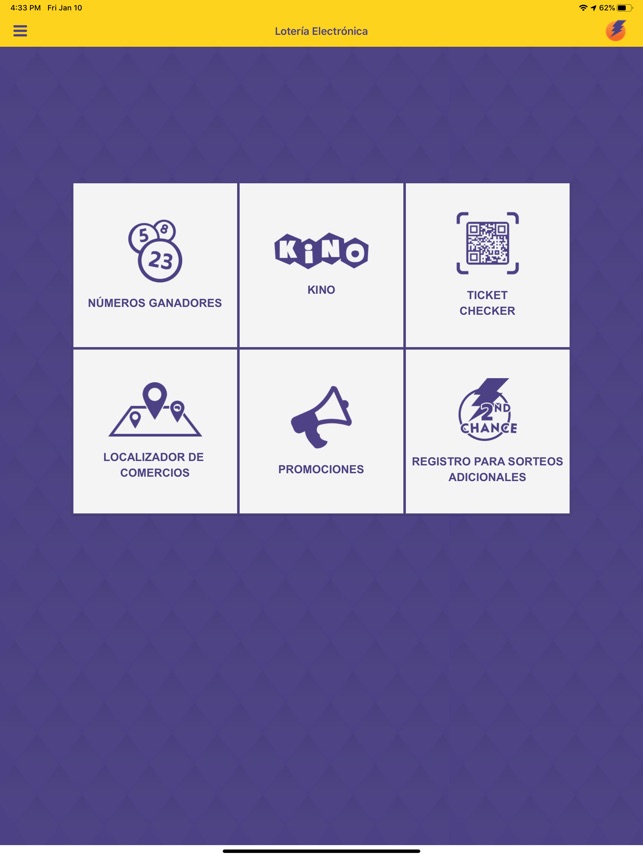 4:33 PM Fri Jan 10
62%
Lotería Electrónica
5
8
23
NÚMEROS GANADORES
KiNO
KINO
TICKET
CHECKER
LOCALIZADOR DE
COMERCIOS
PROMOCIONES
2ND
CHANCE
REGISTRO PARA SORTEOS
ADICIONALES